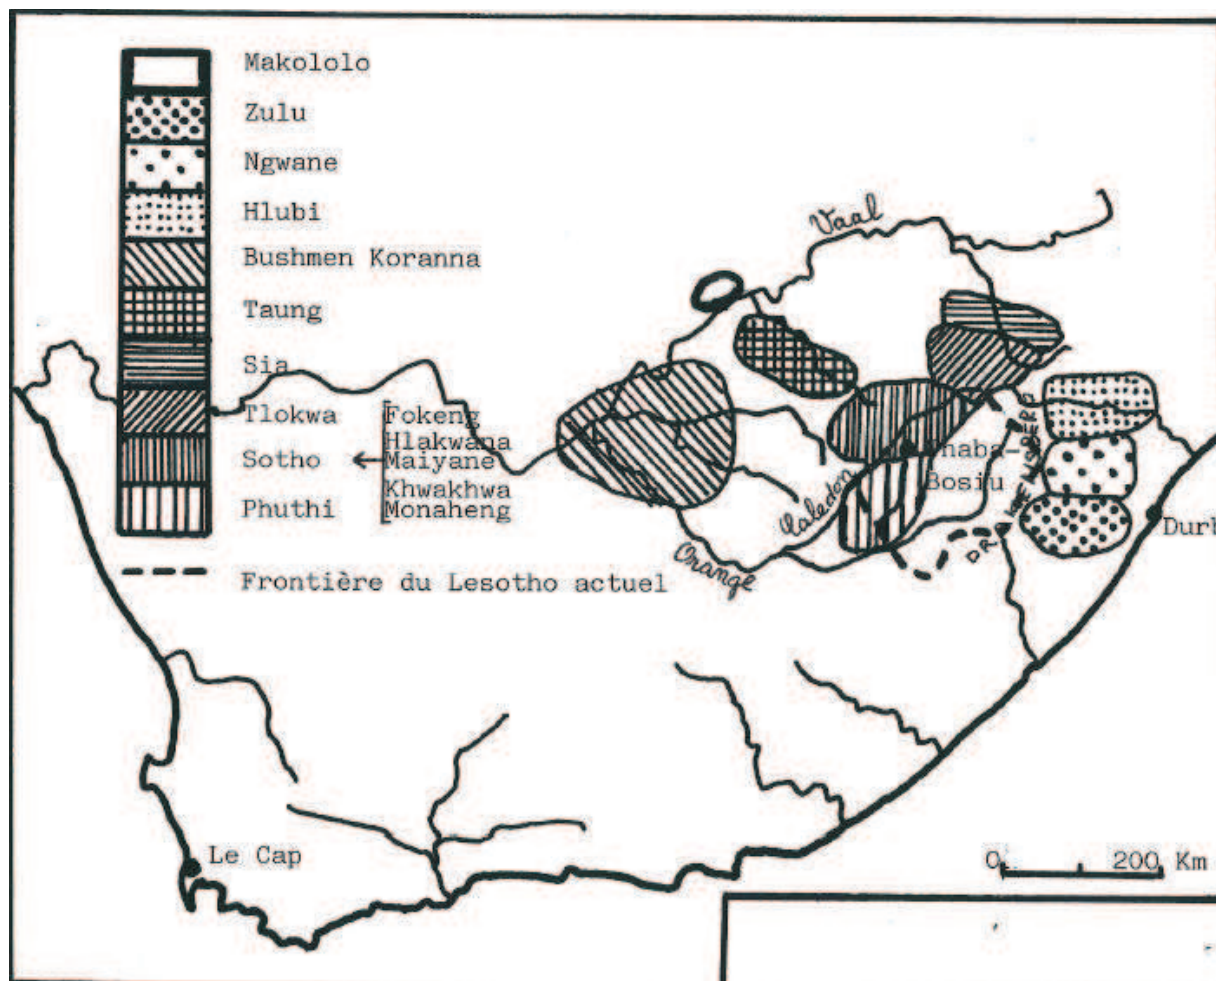 Makololo
Zulu
Ngwane
Hlubi
Bushmen Koranna
Taung
Sia
Tlokwa
Sotho
Phuthi
Fokeng
Hlakwana
Maiyane
Khwakhwa
Monaheng
Frontière du Lesotho actuel
Vaal
Caledon
Orange
Thaba-
Bosiu
DRAKENSBERG
Durb
Le Cap
0 200 Km